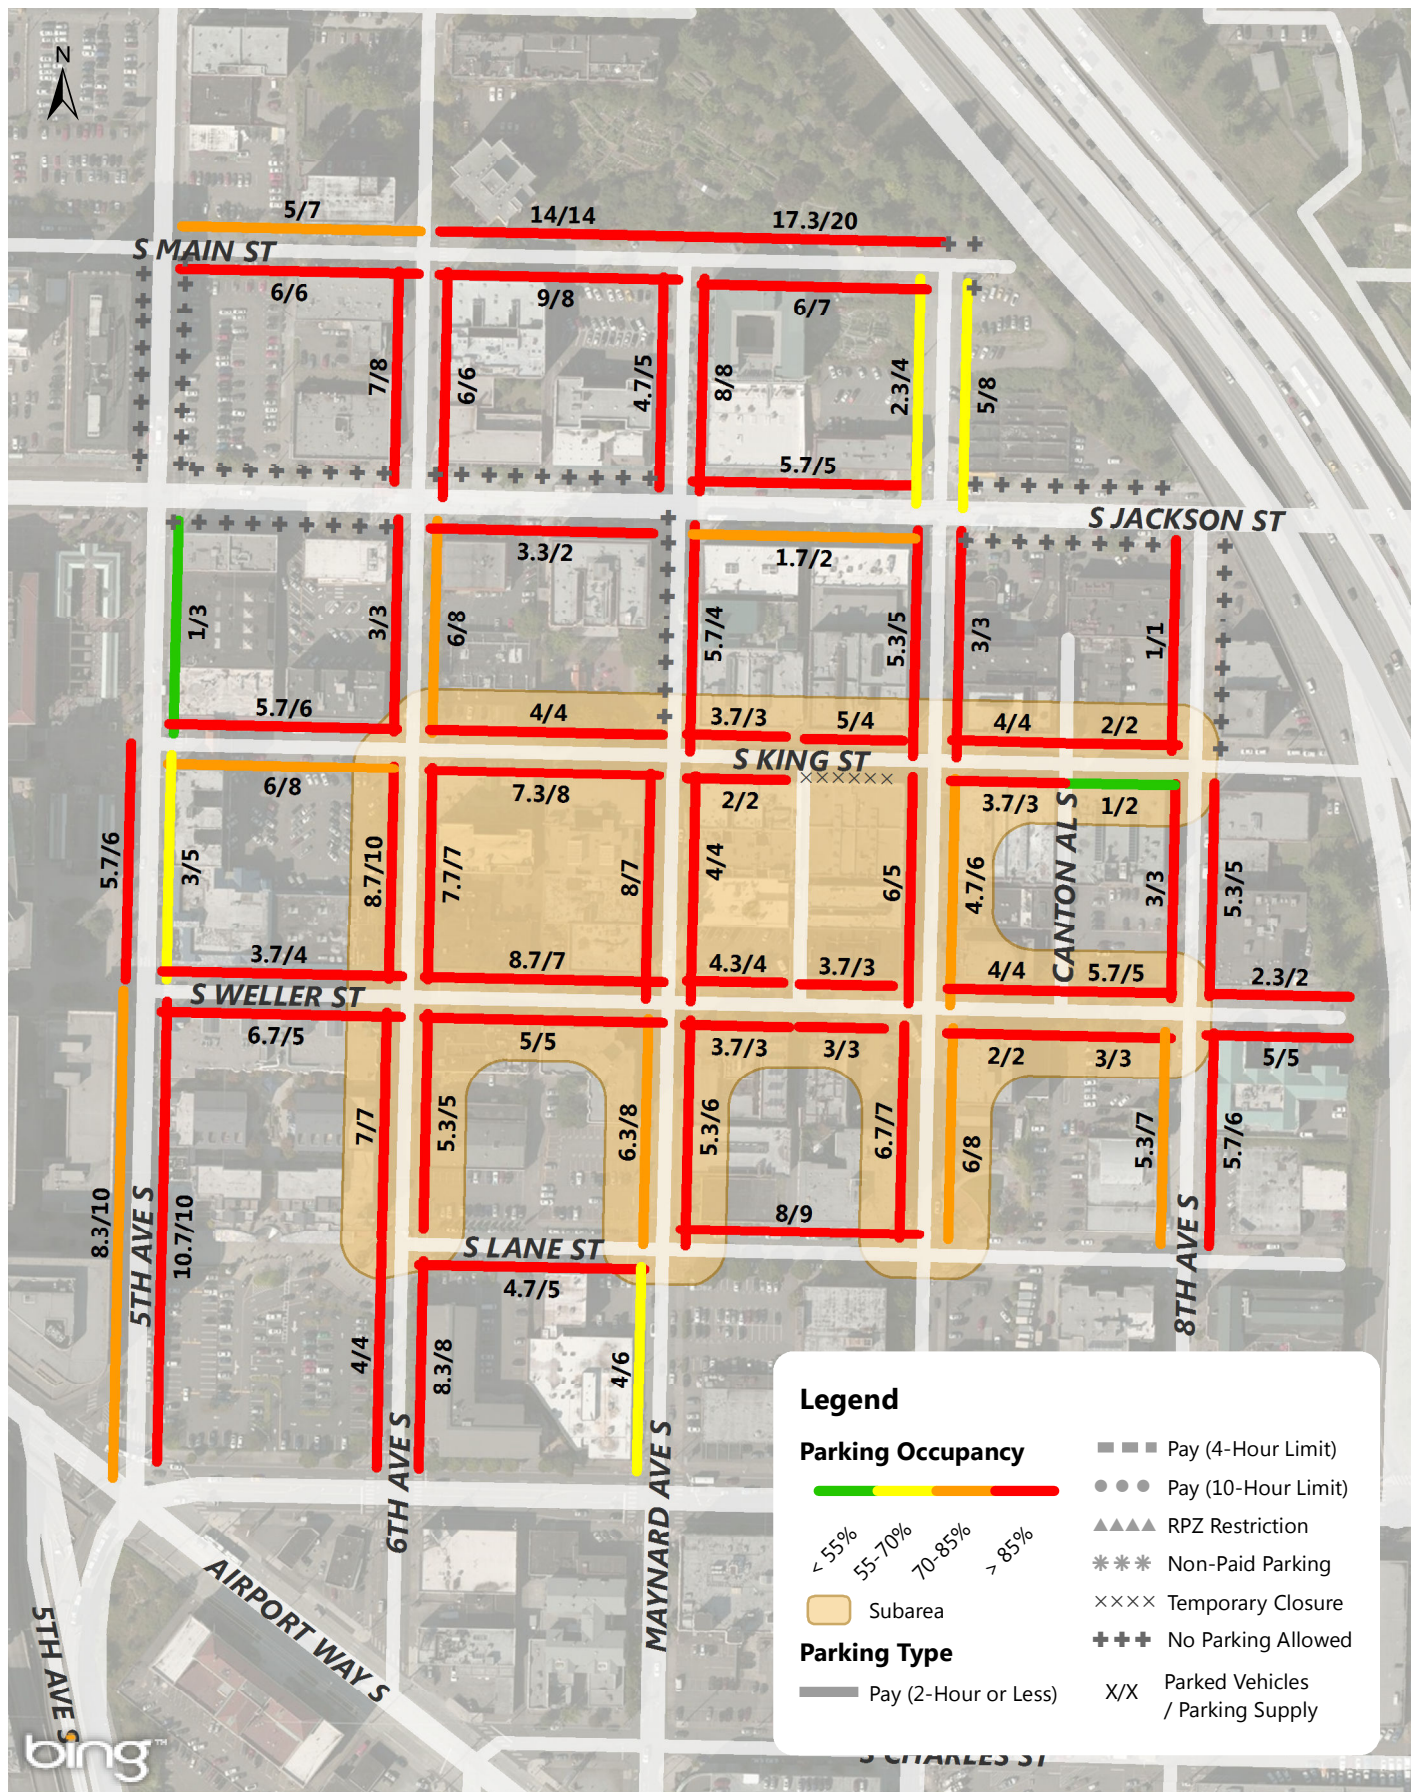 N
5/7
14/14
17.3/20
S MAIN ST
6/6
9/8
6/7
7/8
6/6
4.7/5
8/8
2.3/4
5/8
5.7/5
S JACKSON ST
3.3/2
1.7/2
1/3
3/3
6/8
5.7/4
5.3/5
3/3
1/1
5.7/6
4/4
3.7/3
5/4
4/4
2/2
S KING ST
6/8
7.3/8
2/2
3.7/3
1/2
5.7/6
3/5
8.7/10
7.7/7
8/7
4/4
6/5
4.7/6
CANTON AL S
3/3
5.3/5
3.7/4
8.7/7
4.3/4
3.7/3
4/4
5.7/5
2.3/2
S WELLER ST
6.7/5
5/5
3.7/3
3/3
2/2
3/3
5/5
7/7
5.3/5
6.3/8
5.3/6
6.7/7
6/8
5.3/7
5.7/6
8.3/10
5TH AVE S
10.7/10
8/9
8TH AVE S
S LANE ST
4.7/5
4/4
8.3/8
4/6
6TH AVE S
MAYNARD AVE S
AIRPORT WAY S
5TH AVE S
S CHARLES ST
bing™
Legend
Parking Occupancy
< 55%
55-70%
70-85%
> 85%
Subarea
Parking Type
Pay (2-Hour or Less)
Pay (4-Hour Limit)
Pay (10-Hour Limit)
RPZ Restriction
Non-Paid Parking
Temporary Closure
No Parking Allowed
X/X Parked Vehicles
/ Parking Supply